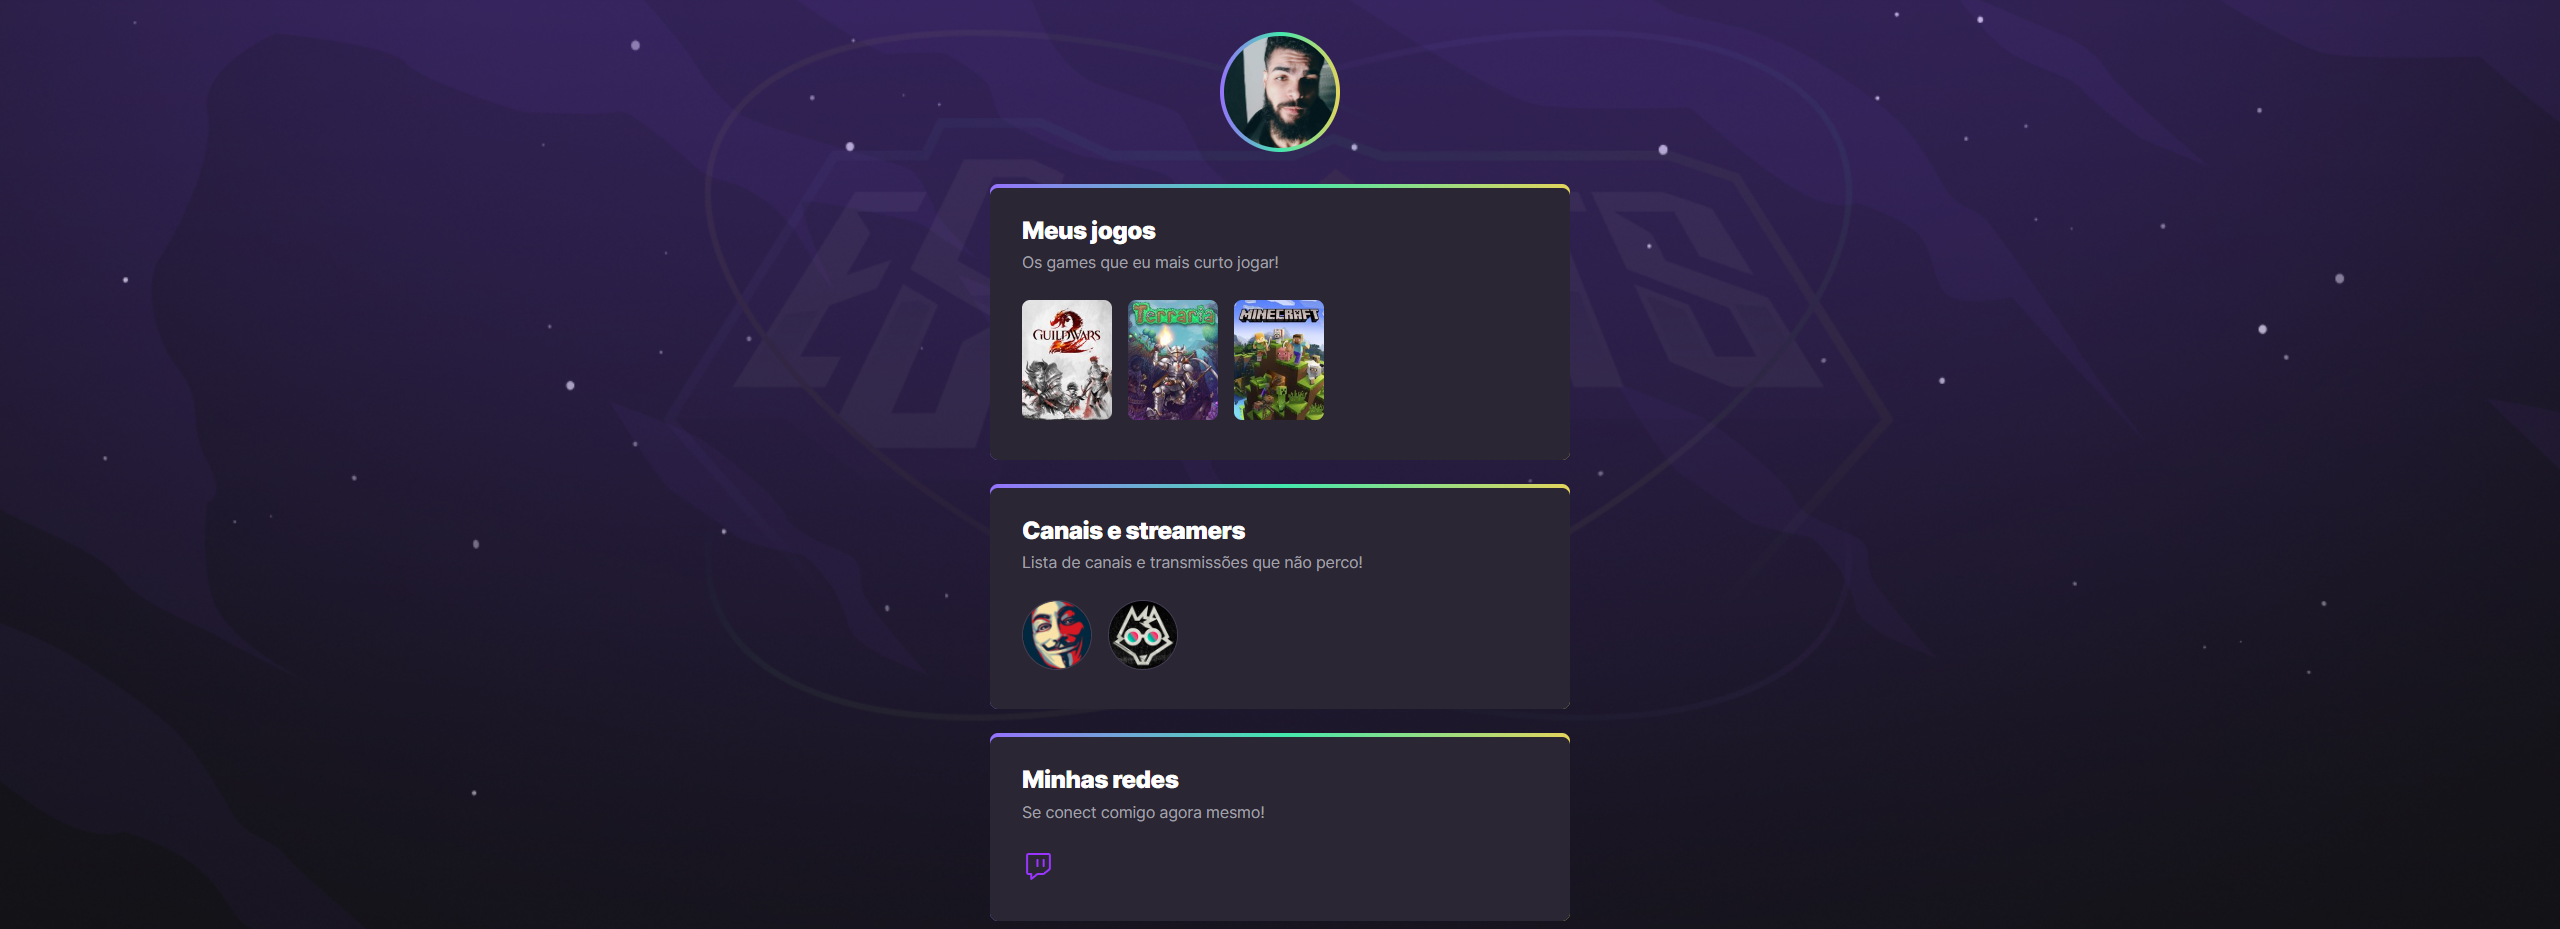 Meus jogos
Os games que eu mais curto jogar!
GUILD WARS
2
Terraria
MINECRAFT
Canais e streamers
Lista de canais e transmissões que não perco!
Minhas redes
Se conect comigo agora mesmo!